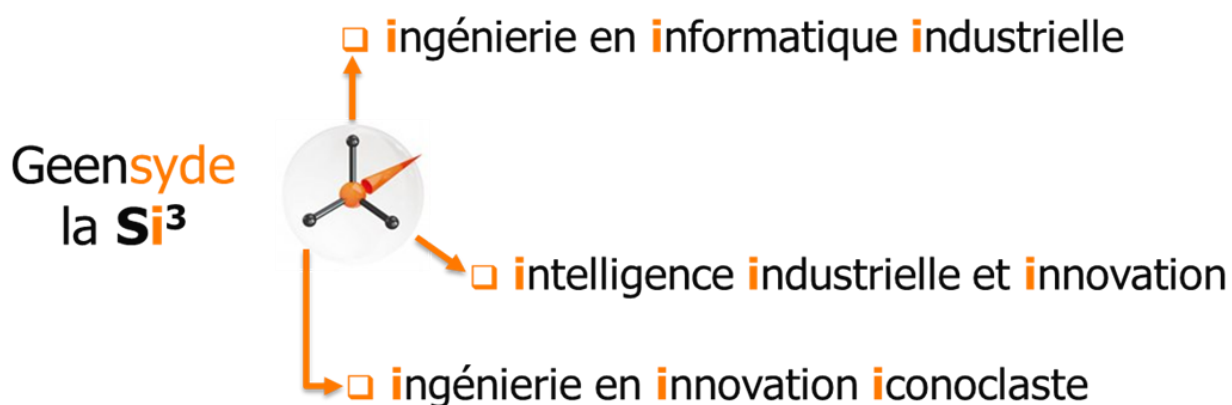 ❑ ingénierie en informatique industrielle
Geensyde
la Si³
❑ intelligence industrielle et innovation
❑ ingénierie en innovation iconoclaste